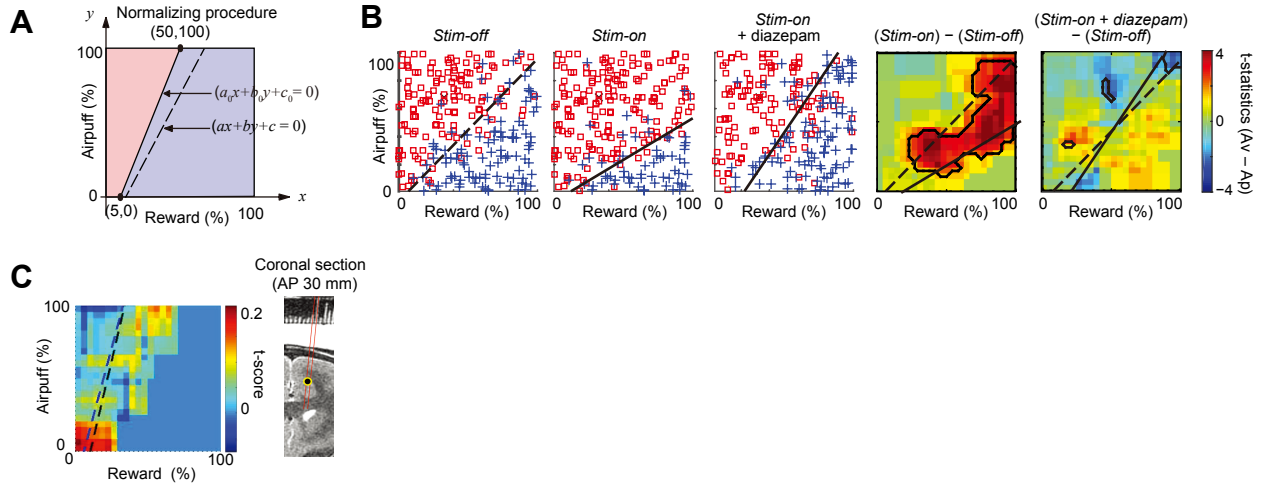 A
y
Normalizing procedure
(50,100)
100
Airpuff (%)
(a₀x+b₀y+c₀= 0)
(ax+by+c = 0)
0
(5,0)
Reward (%)
100
x
B
Stim-off
Stim-on
Stim-on
+ diazepam
(Stim-on) − (Stim-off)
(Stim-on + diazepam)
− (Stim-off)
100
Airpuff (%)
0
0
100
Reward (%)
0
100
Reward (%)
0
100
Reward (%)
0
100
Reward (%)
0
100
Reward (%)
4
0
−4
t-statistics (Av − Ap)
C
Coronal section
(AP 30 mm)
100
Airpuff (%)
0
0
100
Reward (%)
0.2
0
t-score